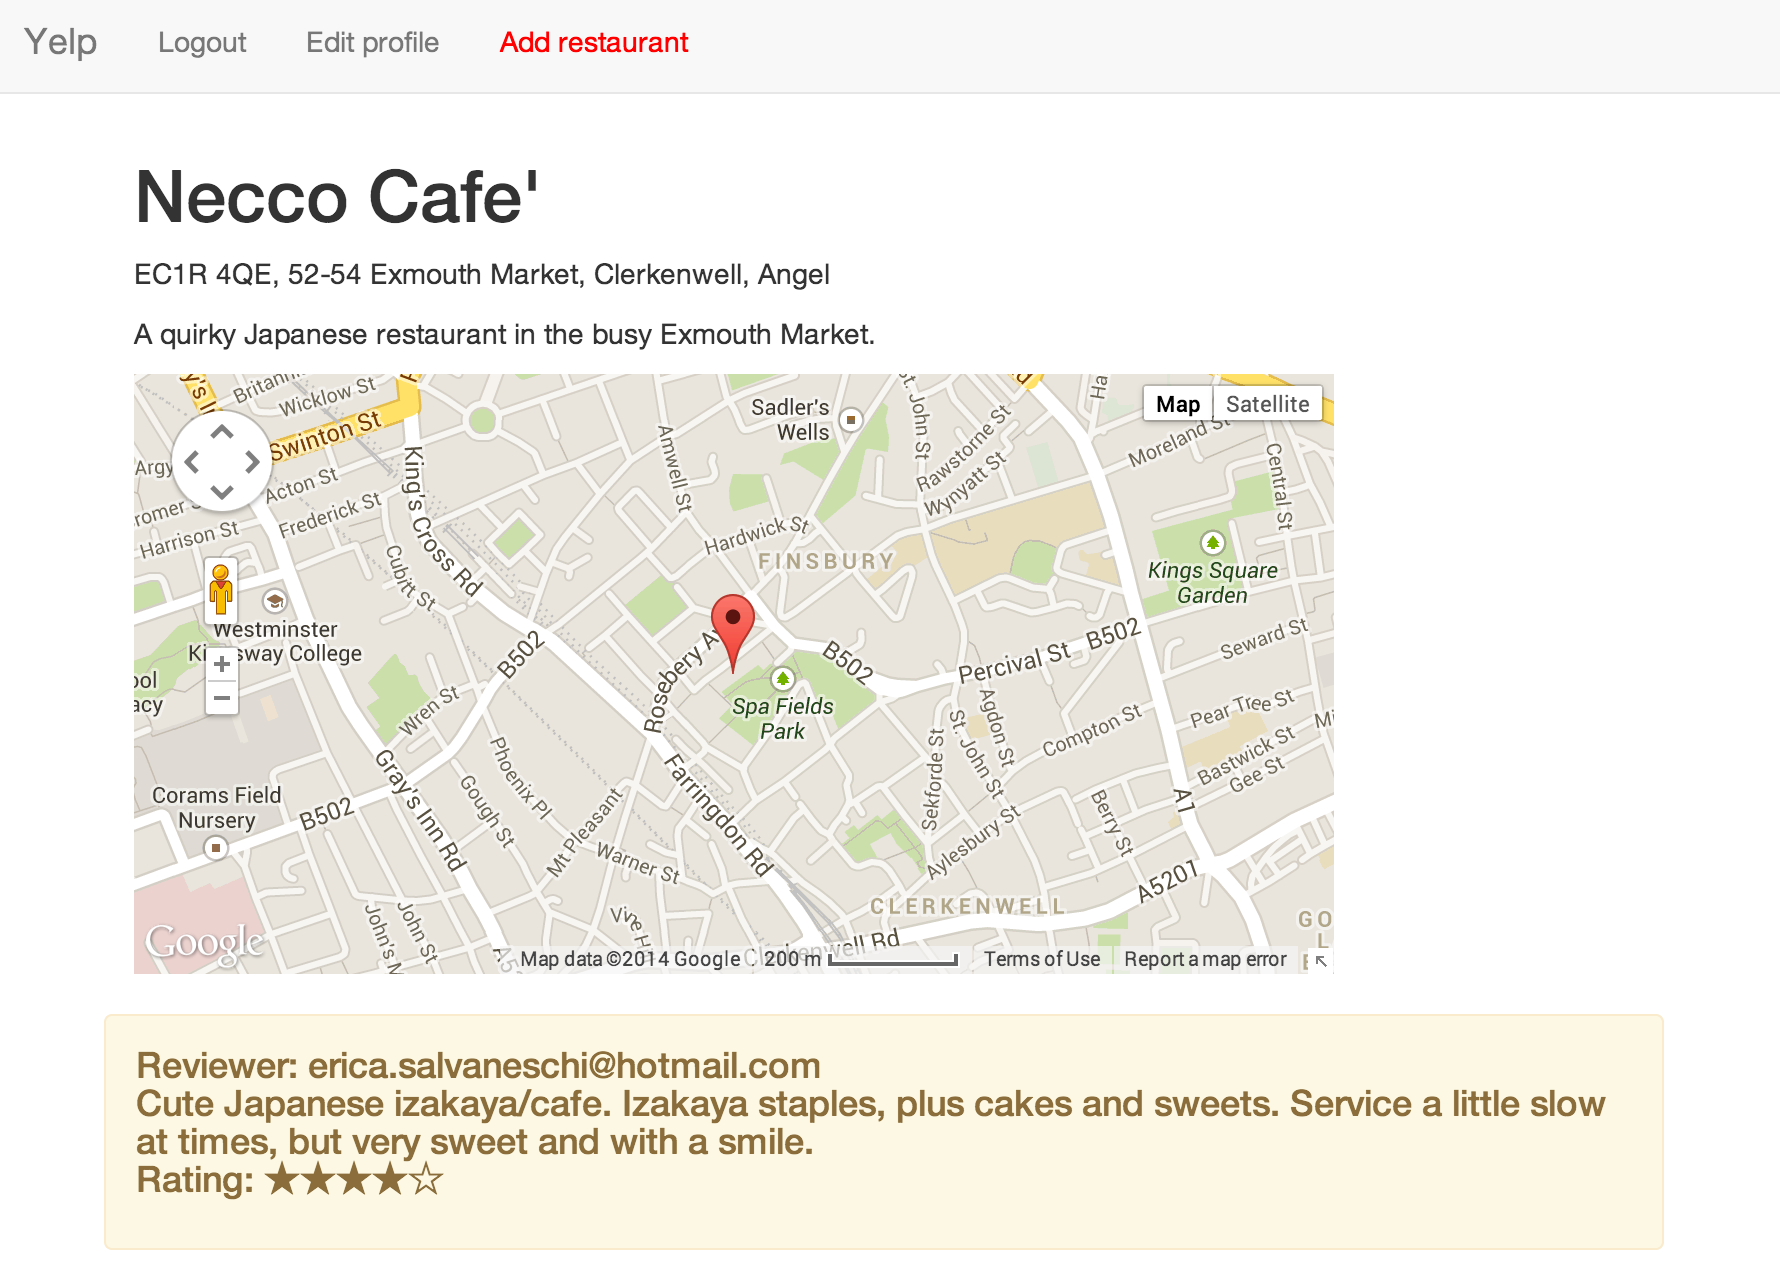 Yelp Logout Edit profile Add restaurant
Necco Cafe'
EC1R 4QE, 52-54 Exmouth Market, Clerkenwell, Angel
A quirky Japanese restaurant in the busy Exmouth Market.
Map Satellite
Wicklow St
Swinton St
Acton St
Frederick St
Harrison St
Cubitt St
King's Cross Rd
Amwell St
Sadler's
Wells
St. John St
Rawstorne St
Wynyatt St
Moreland St
Central St
Hardwick St
FINSBURY
Kings Square
Garden
Westminster
Kingsway College
B502
Rosebery Av
B502
Percival St
B502
Seward St
Spa Fields
Park
Wren St
Phoenix Pl
Gough St
Gray's Inn Rd
Mt Pleasant
Farringdon Rd
Warner St
Sekforde St
St. John St
Agdon St
Compton St
Pear Tree St
Bastwick St
Gee St
Berry St
A1
Aylesbury St
A5201
Corams Field
Nursery
B502
John St
CLERKENWELL
Clerkenwell Rd
Google
Map data ©2014 Google 200 m Terms of Use Report a map error
Reviewer: erica.salvaneschi@hotmail.com
Cute Japanese izakaya/cafe. Izakaya staples, plus cakes and sweets. Service a little slow
at times, but very sweet and with a smile.
Rating: ★★★★☆